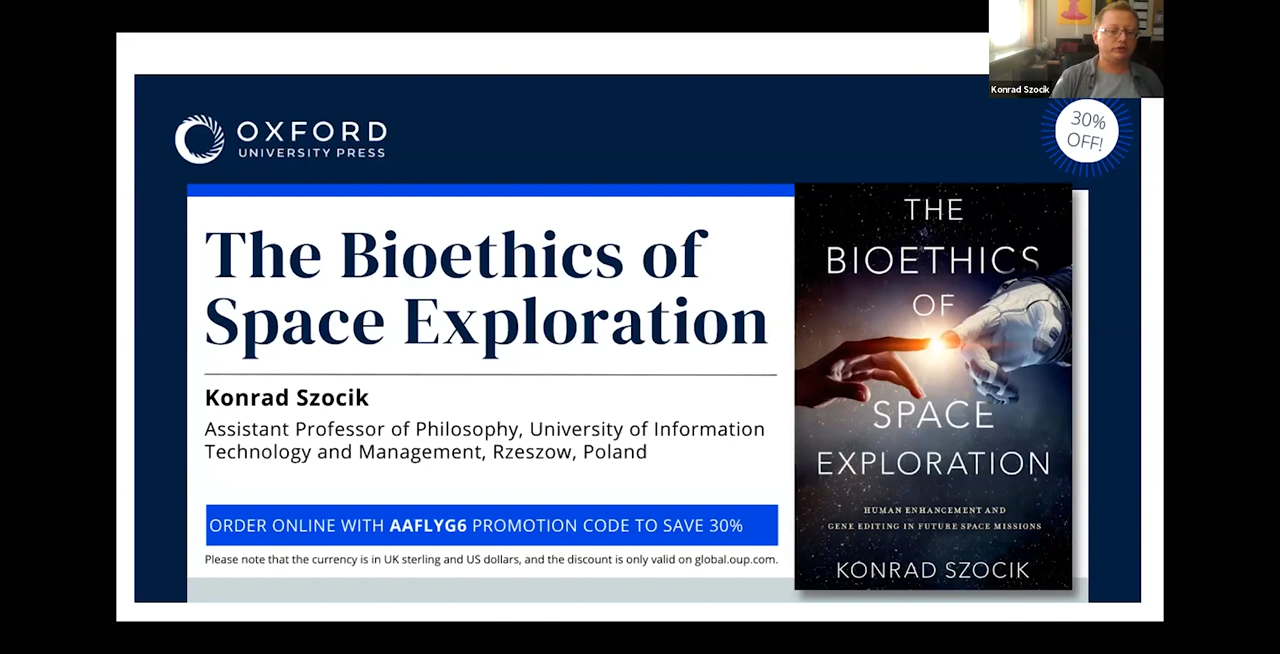 Konrad Szocik
OXFORD
UNIVERSITY PRESS
30%
OFF!
The Bioethics of
Space Exploration
Konrad Szocik
Assistant Professor of Philosophy, University of Information
Technology and Management, Rzeszow, Poland
ORDER ONLINE WITH AAFLYG6 PROMOTION CODE TO SAVE 30%
Please note that the currency is in UK sterling and US dollars, and the discount is only valid on global.oup.com.
THE
BIOETHICS
OF
SPACE
EXPLORATION
HUMAN ENHANCEMENT AND
GENE EDITING IN FUTURE SPACE MISSIONS
KONRAD SZOCIK